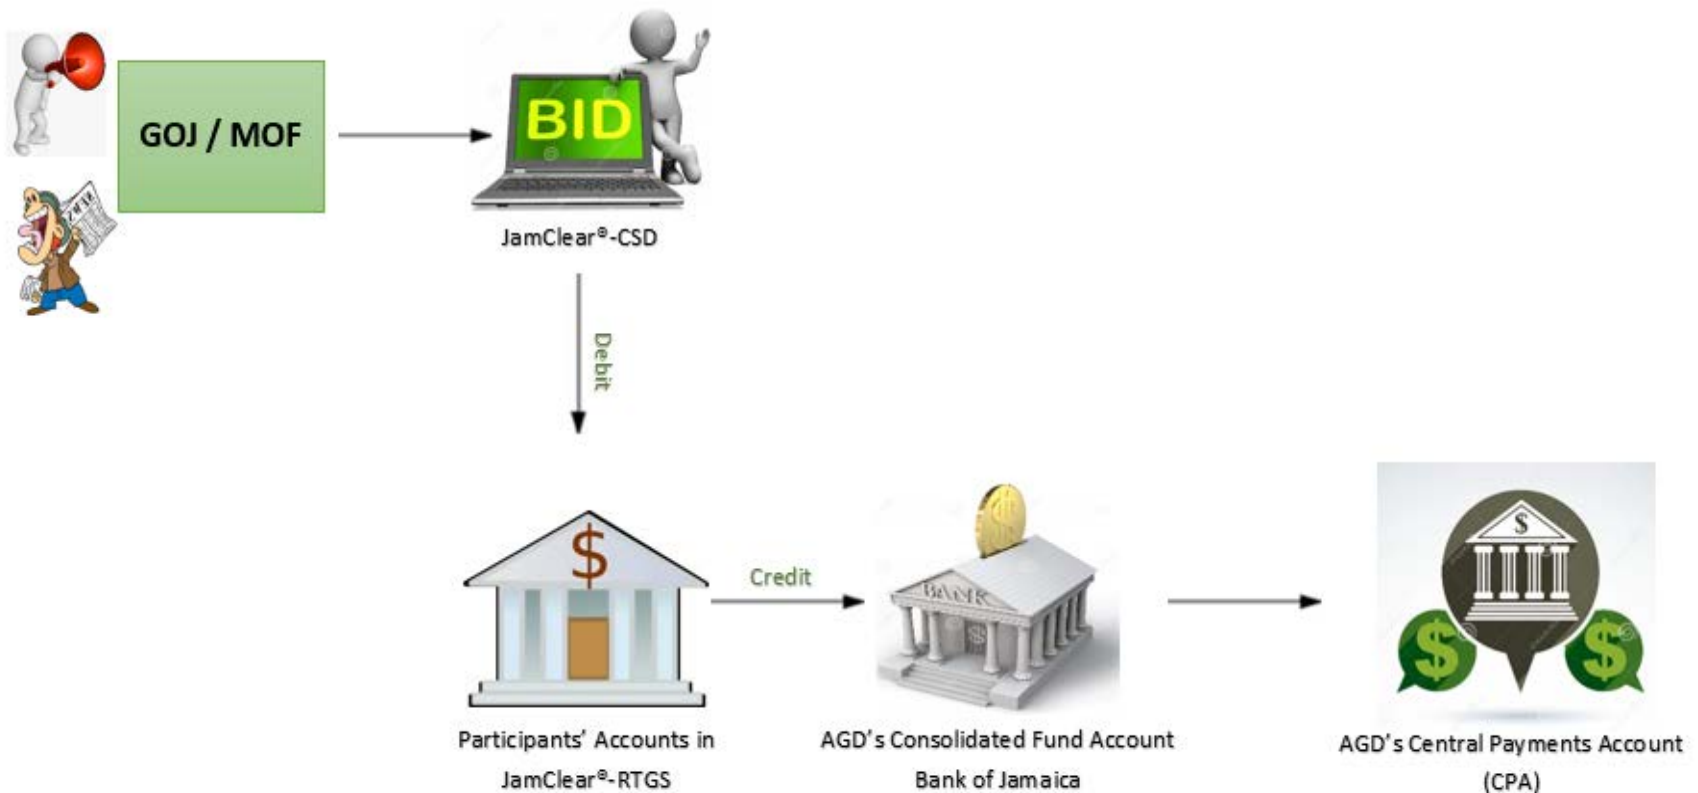 GOJ / MOF
BID
JamClear®-CSD
Debit
$
Credit
BANK
$
$
$
$
Participants’ Accounts in
JamClear®-RTGS
AGD’s Consolidated Fund Account
Bank of Jamaica
AGD’s Central Payments Account
(CPA)